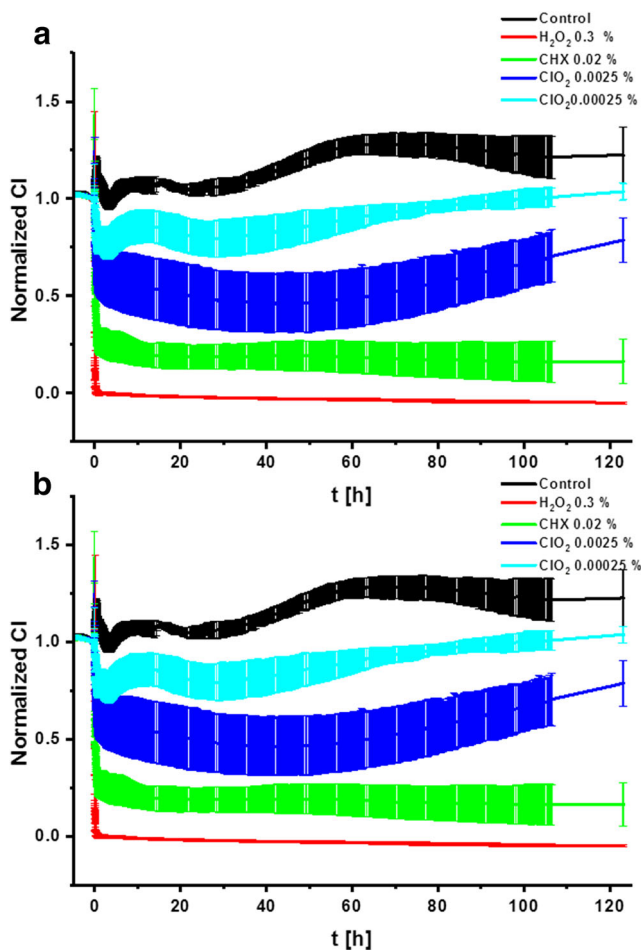 a
Control
H₂O₂ 0.3 %
CHX 0.02 %
ClO₂ 0.0025 %
ClO₂ 0.00025 %
1.5
1.0
0.5
0.0
Normalized CI
0 20 40 60 80 100 120
t [h]
b
Control
H₂O₂ 0.3 %
CHX 0.02 %
ClO₂ 0.0025 %
ClO₂ 0.00025 %
1.5
1.0
0.5
0.0
Normalized CI
0 20 40 60 80 100 120
t [h]